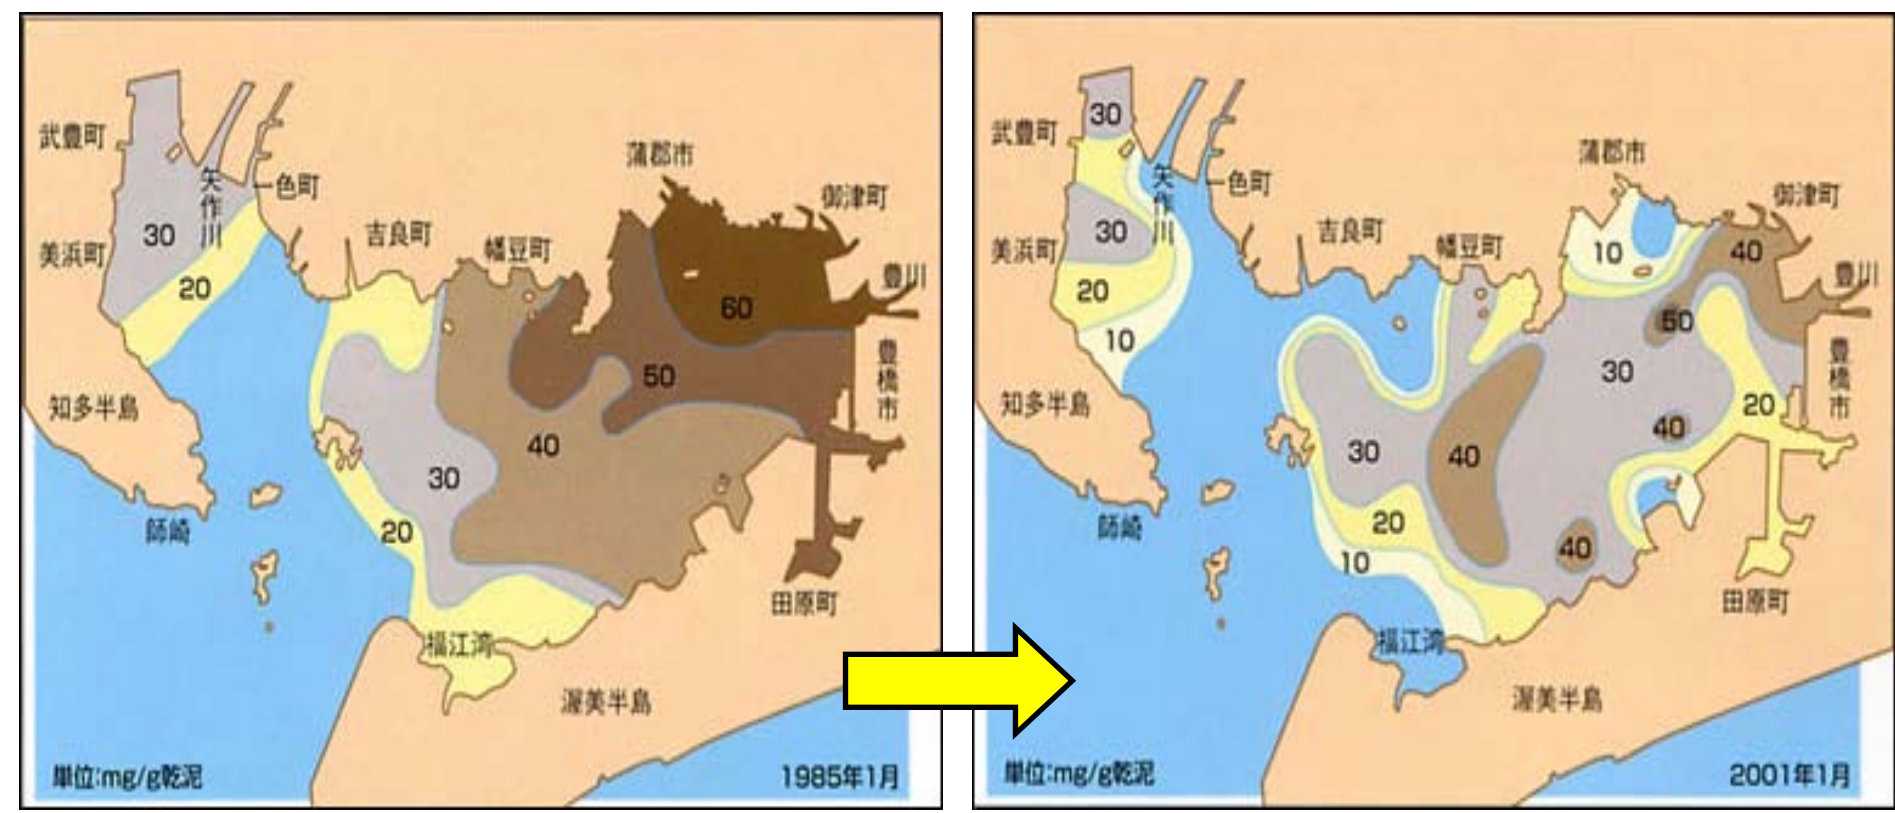 武豊町
矢作川
一色町
蒲郡市
御津町
吉良町
幡豆町
美浜町
豊川
豊橋市
30
20
60
50
40
30
20
知多半島
師崎
田原町
福江湾
渥美半島
単位:mg/g乾泥
1985年1月
30
武豊町
矢作川
一色町
蒲郡市
御津町
吉良町
幡豆町
美浜町
30
10
40
豊川
20
50
豊橋市
10
30
20
知多半島
40
30
40
師崎
20
40
10
田原町
福江湾
渥美半島
単位:mg/g乾泥
2001年1月